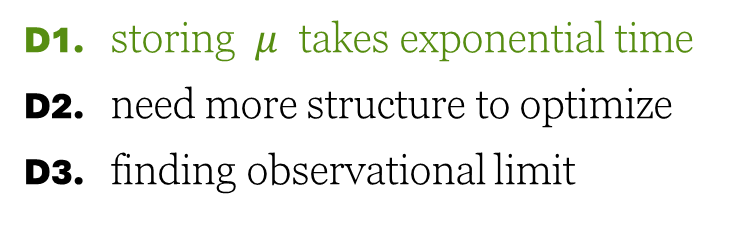 D1. storing μ takes exponential time
D2. need more structure to optimize
D3. finding observational limit